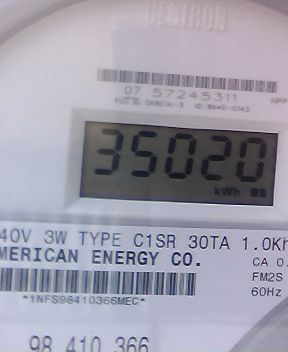 CENTRON
07 57245311
35020
kWh
40V 3W TYPE C1SR 30TA 1.0Kh
MERICAN ENERGY CO.
CA 0.
FM2S
60Hz
*1NFS98410366MEC*
98 410 366